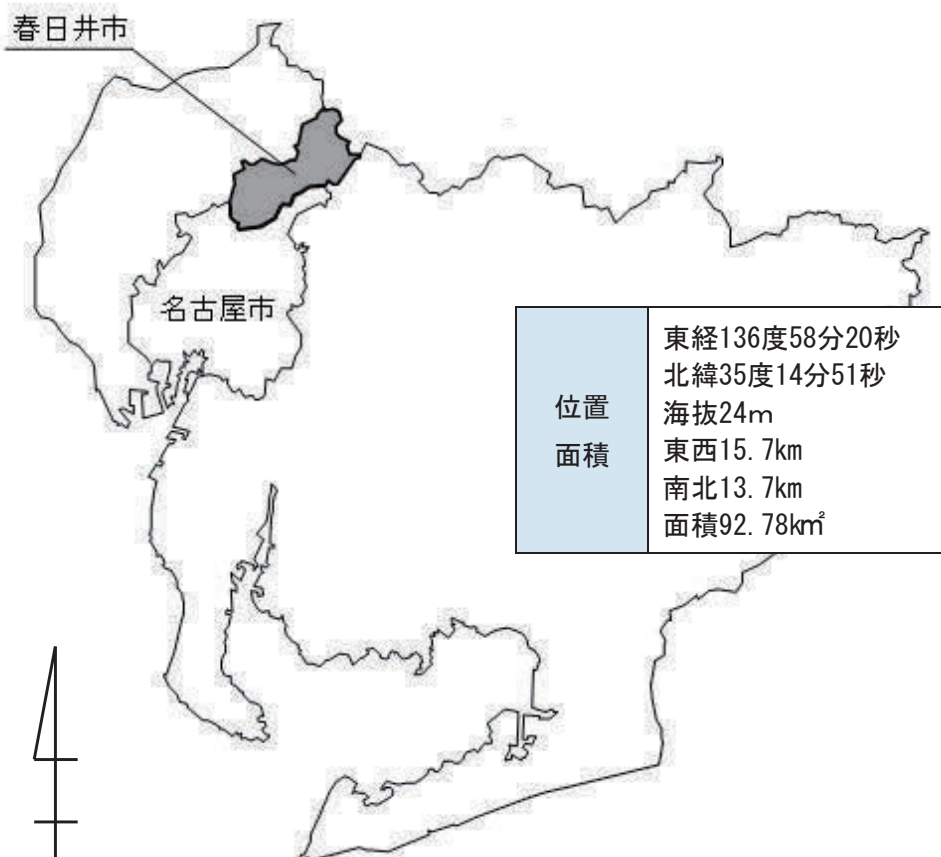 春日井市
名古屋市
位置
面積
東経136度58分20秒
北緯35度14分51秒
海抜24m
東西15.7km
南北13.7km
面積92.78k㎡